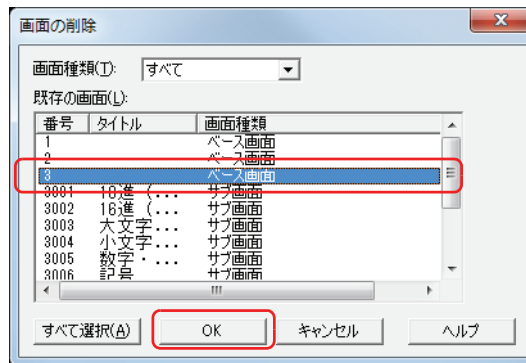 画面の削除
画面種類(T): すべて
既存の画面(L):
番号 タイトル 画面種類
1 ベース画面
2 ベース画面
3 ベース画面
3001 10進 (... サブ画面
3002 16進 (... サブ画面
3003 大文字... サブ画面
3004 小文字... サブ画面
3005 数字・... サブ画面
3006 記号 サブ画面
すべて選択(A) OK キャンセル ヘルプ